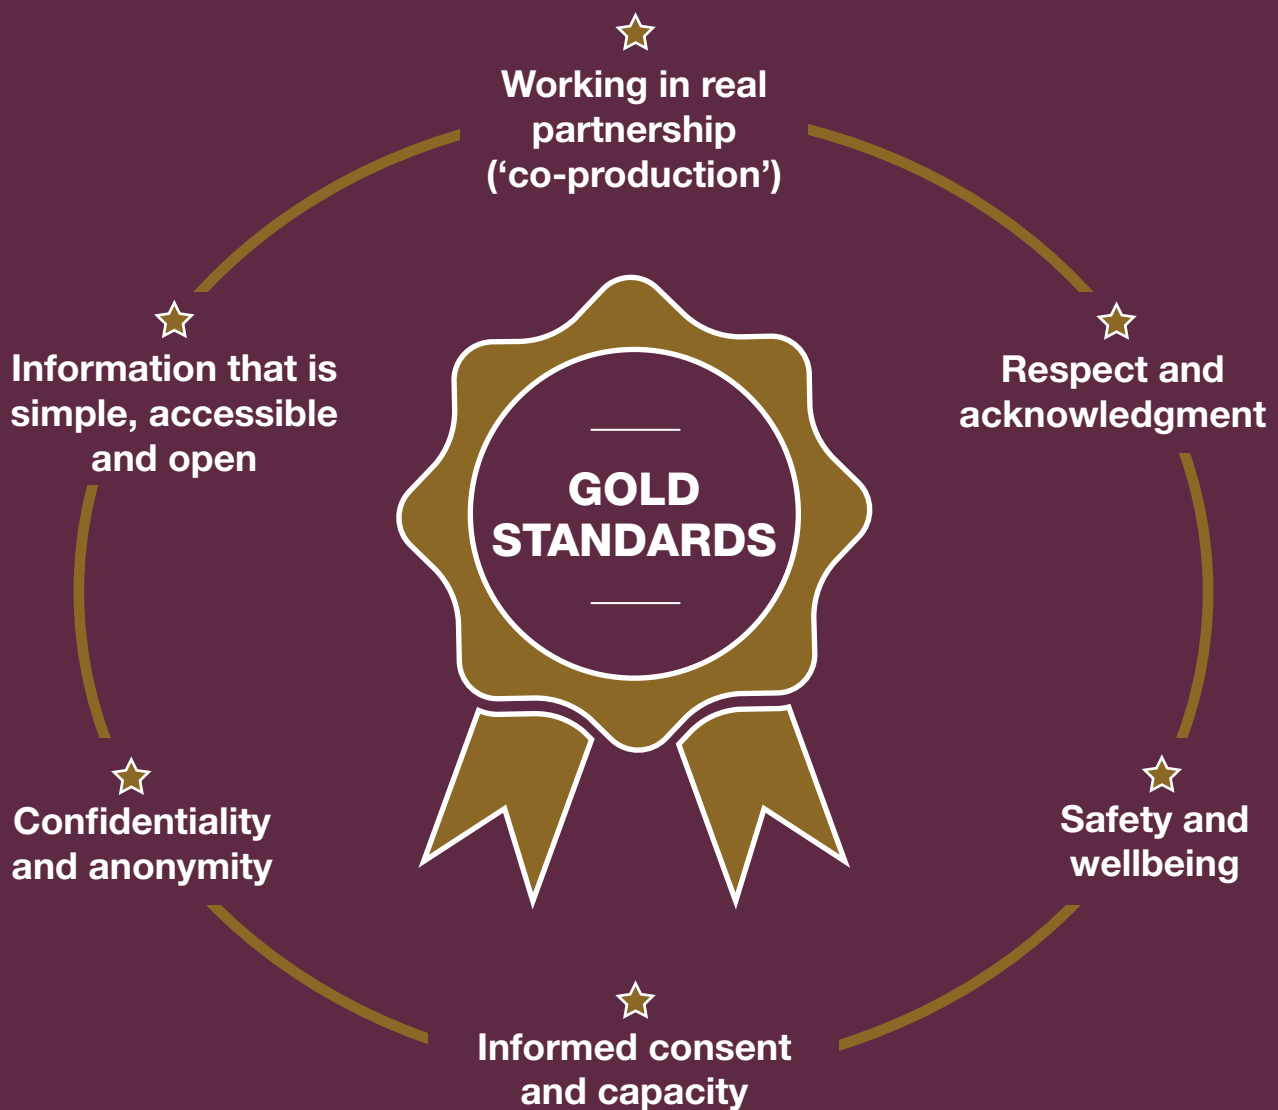 Working in real
partnership
(‘co-production’)
Information that is
simple, accessible
and open
Respect and
acknowledgment
GOLD
STANDARDS
Confidentiality
and anonymity
Safety and
wellbeing
Informed consent
and capacity